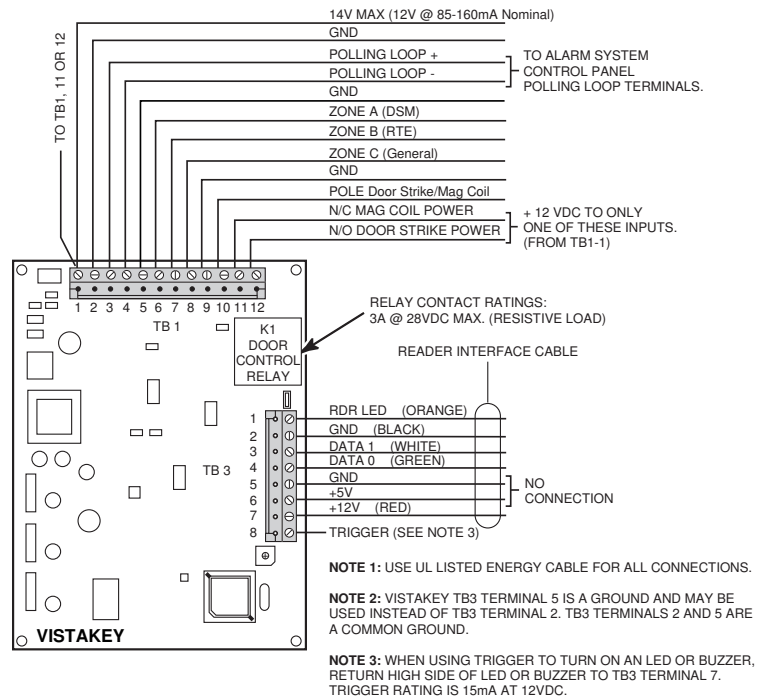 14V MAX (12V @ 85-160mA Nominal)
GND
POLLING LOOP +
POLLING LOOP -
TO ALARM SYSTEM
CONTROL PANEL
POLLING LOOP TERMINALS.
GND
ZONE A (DSM)
ZONE B (RTE)
ZONE C (General)
GND
POLE Door Strike/Mag Coil
N/C MAG COIL POWER
N/O DOOR STRIKE POWER
+ 12 VDC TO ONLY
ONE OF THESE INPUTS.
(FROM TB1-1)
TO TB1, 11 OR 12
1 2 3 4 5 6 7 8 9 10 11 12
TB 1
K1
DOOR
CONTROL
RELAY
RELAY CONTACT RATINGS:
3A @ 28VDC MAX. (RESISTIVE LOAD)
READER INTERFACE CABLE
TB 3
1 RDR LED (ORANGE)
2 GND (BLACK)
3 DATA 1 (WHITE)
4 DATA 0 (GREEN)
5 GND
6 +5V
7 +12V (RED)
8 TRIGGER (SEE NOTE 3)
NO
CONNECTION
VISTAKEY
NOTE 1: USE UL LISTED ENERGY CABLE FOR ALL CONNECTIONS.
NOTE 2: VISTAKEY TB3 TERMINAL 5 IS A GROUND AND MAY BE
USED INSTEAD OF TB3 TERMINAL 2. TB3 TERMINALS 2 AND 5 ARE
A COMMON GROUND.
NOTE 3: WHEN USING TRIGGER TO TURN ON AN LED OR BUZZER,
RETURN HIGH SIDE OF LED OR BUZZER TO TB3 TERMINAL 7.
TRIGGER RATING IS 15mA AT 12VDC.